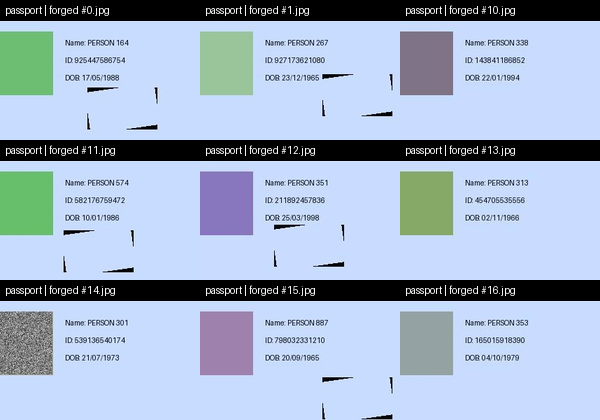 passport | forged #0.jpg
Name: PERSON 164
ID: 925447586754
DOB: 17/05/1988
passport | forged #1.jpg
Name: PERSON 267
ID: 927173621080
DOB: 23/12/1965
passport | forged #10.jpg
Name: PERSON 338
ID: 143841186852
DOB: 22/01/1994
passport | forged #11.jpg
Name: PERSON 574
ID: 582176759472
DOB: 10/01/1986
passport | forged #12.jpg
Name: PERSON 351
ID: 211892457836
DOB: 25/03/1998
passport | forged #13.jpg
Name: PERSON 313
ID: 454705535556
DOB: 02/11/1966
passport | forged #14.jpg
Name: PERSON 301
ID: 539136540174
DOB: 21/07/1973
passport | forged #15.jpg
Name: PERSON 887
ID: 798032331210
DOB: 20/09/1965
passport | forged #16.jpg
Name: PERSON 353
ID: 165015918390
DOB: 04/10/1979